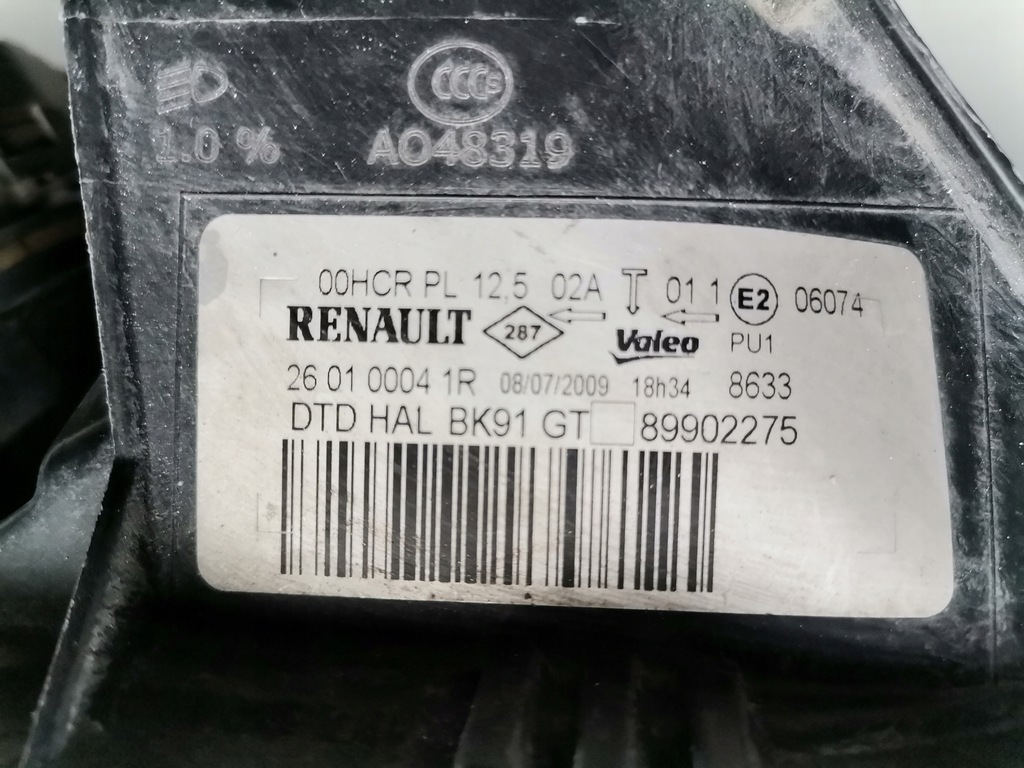 CCC S
1.0 %
A048319
00HCR PL 12,5 02A 01 1 E2 06074
RENAULT 287 Valeo PU1
26 01 0004 1R 08/07/2009 18h34 8633
DTD HAL BK91 GT 89902275